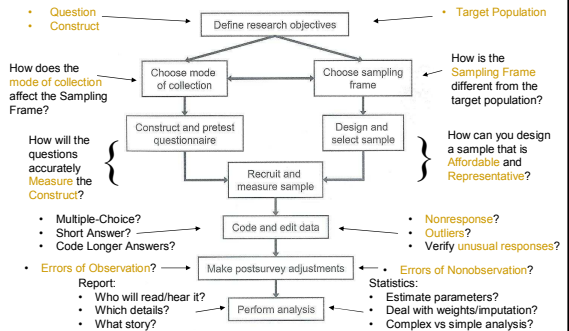 • Question
• Construct
Define research objectives
• Target Population
How does the
mode of collection
affect the Sampling
Frame?
Choose mode
of collection
Choose sampling
frame
How is the
Sampling Frame
different from the
target population?
How will the
questions
accurately
Measure the
Construct?
Construct and pretest
questionnaire
Design and
select sample
How can you design
a sample that is
Affordable and
Representative?
Recruit and
measure sample
• Multiple-Choice?
• Short Answer?
• Code Longer Answers?
Code and edit data
• Nonresponse?
• Outliers?
• Verify unusual responses?
• Errors of Observation?
Make postsurvey adjustments
• Errors of Nonobservation?
Report:
• Who will read/hear it?
• Which details?
• What story?
Perform analysis
Statistics:
• Estimate parameters?
• Deal with weights/imputation?
• Complex vs simple analysis?